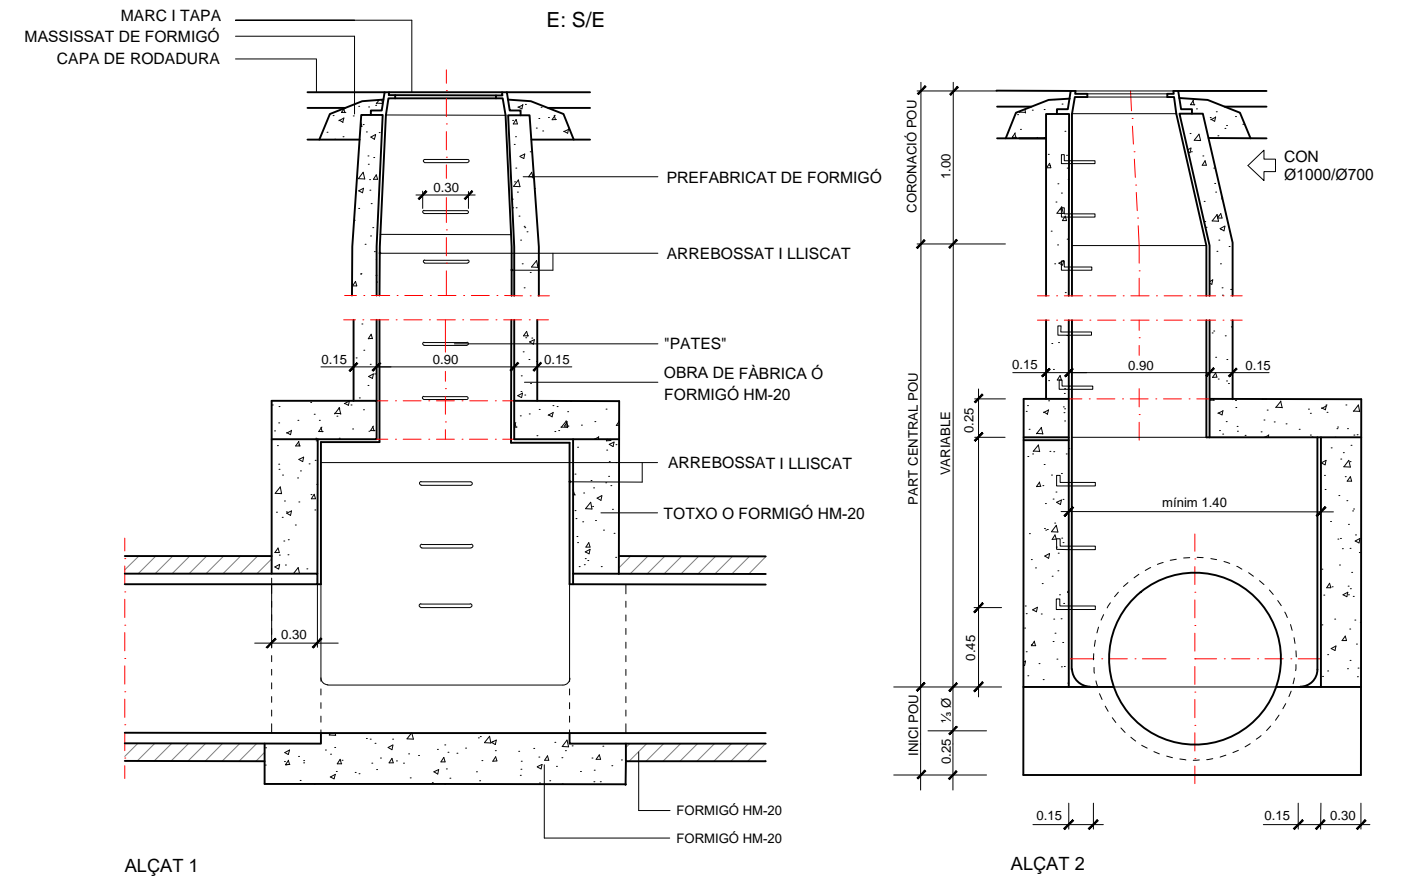 MARC I TAPA
MASSISSAT DE FORMIGÓ
CAPA DE RODADURA
E: S/E
0.30
PREFABRICAT DE FORMIGÓ
ARREBOSSAT I LLISCAT
"PATES"
0.15
0.90
0.15
OBRA DE FÀBRICA Ó
FORMIGÓ HM-20
ARREBOSSAT I LLISCAT
TOTXO O FORMIGÓ HM-20
0.30
FORMIGÓ HM-20
FORMIGÓ HM-20
ALÇAT 1
CORONACIÓ POU
1.00
CON
Ø1000/Ø700
0.15
0.90
0.15
PART CENTRAL POU
VARIABLE
0.25
mínim 1.40
0.45
INICI POU
⅓ Ø
0.25
0.15
0.15
0.30
ALÇAT 2